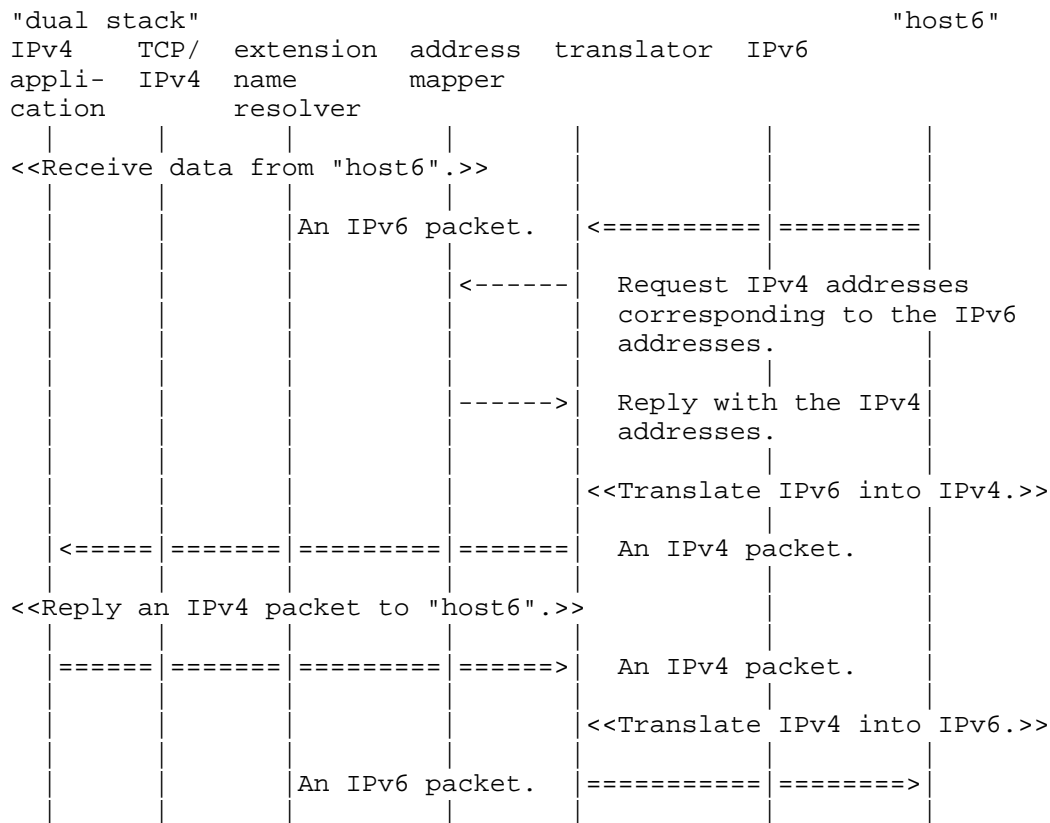 "dual stack" "host6"
IPv4 TCP/ extension address translator IPv6
appli- IPv4 name mapper
cation resolver
<<Receive data from "host6".>>
An IPv6 packet. <==========|=========|
<------| Request IPv4 addresses
corresponding to the IPv6
addresses.
|------>| Reply with the IPv4
addresses.
<<Translate IPv6 into IPv4.>>
<=====|=======|=========|=======| An IPv4 packet.
<<Reply an IPv4 packet to "host6".>>
|======|=======|=========|======>| An IPv4 packet.
<<Translate IPv4 into IPv6.>>
An IPv6 packet. |===========|========>|